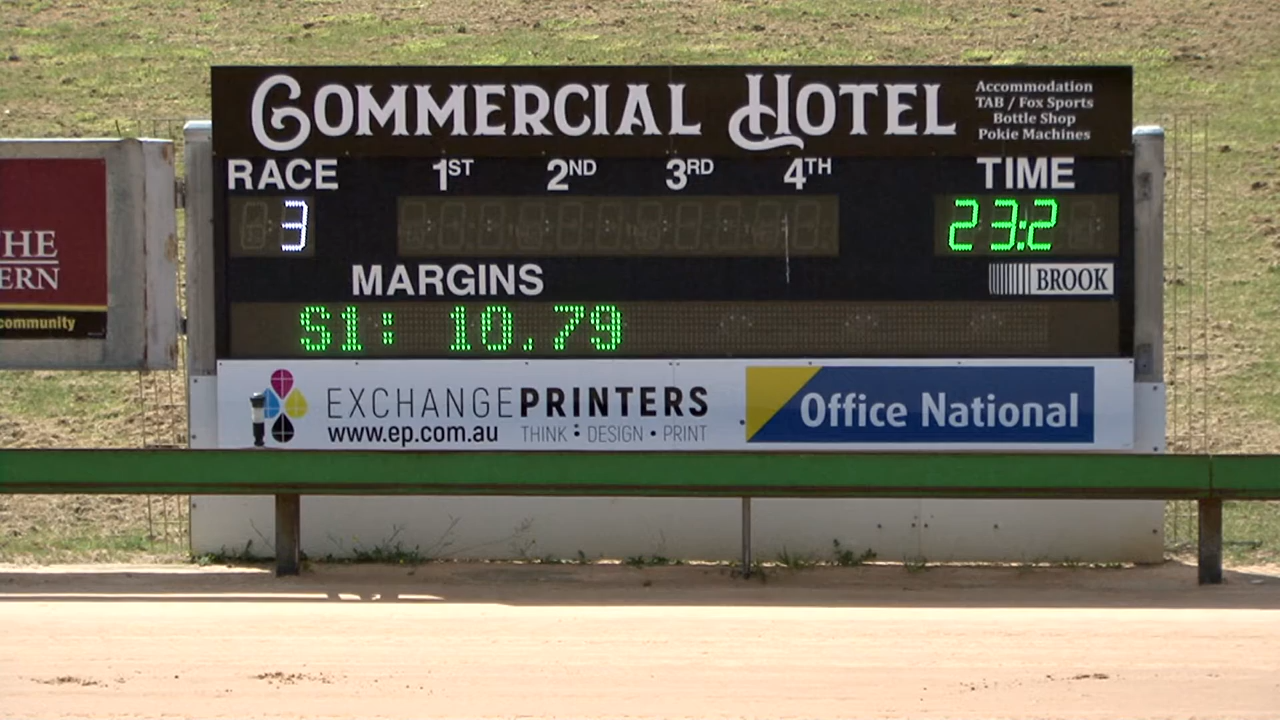 COMMERCIAL HOTEL
Accommodation
TAB / Fox Sports
Bottle Shop
Pokie Machines
RACE 1ST 2ND 3RD 4TH TIME
3 23:2
MARGINS
BROOK
S1: 10.79
HE
ERN
community
EXCHANGEPRINTERS
www.ep.com.au THINK • DESIGN • PRINT
Office National